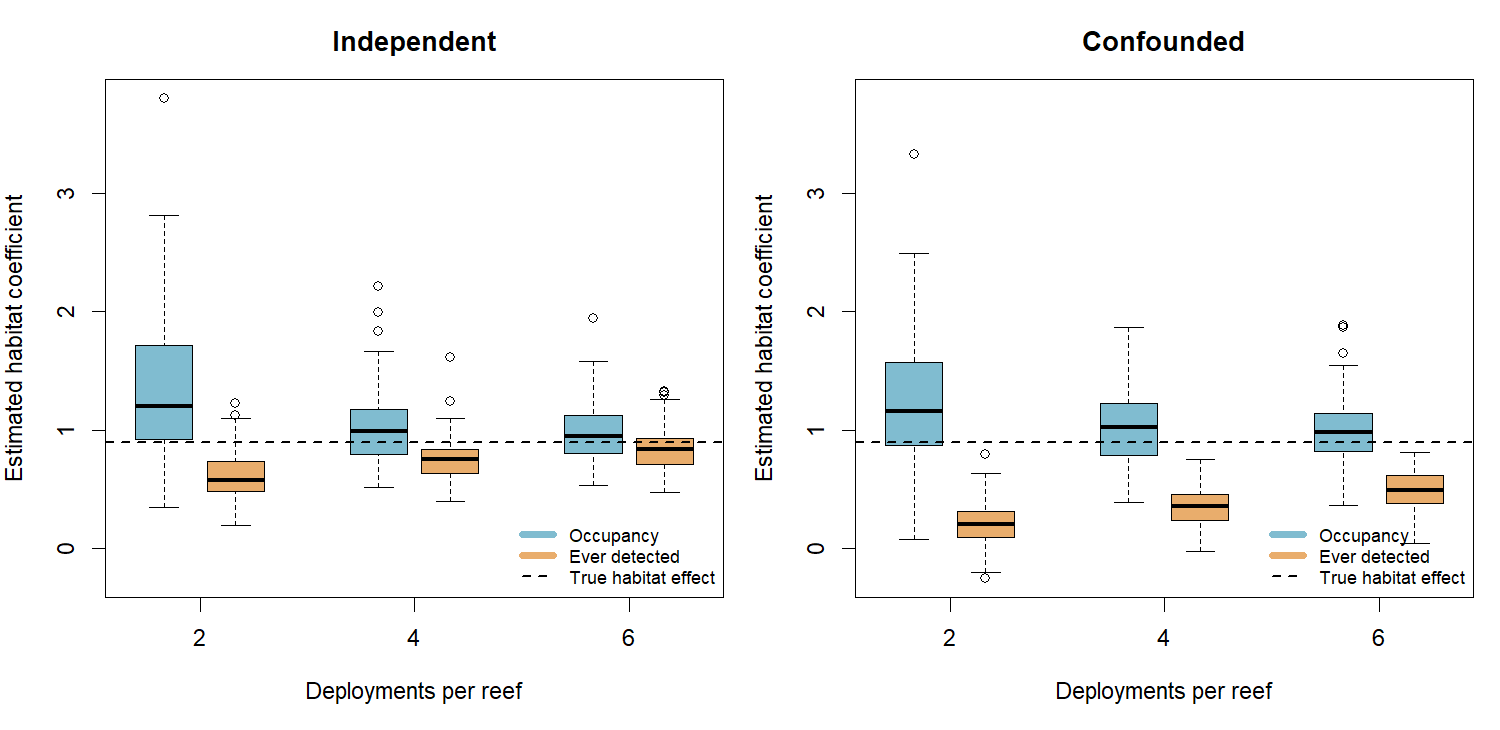 Independent
Estimated habitat coefficient
3
2
1
0
Occupancy
Ever detected
True habitat effect
2 4 6
Deployments per reef
Confounded
Estimated habitat coefficient
3
2
1
0
Occupancy
Ever detected
True habitat effect
2 4 6
Deployments per reef